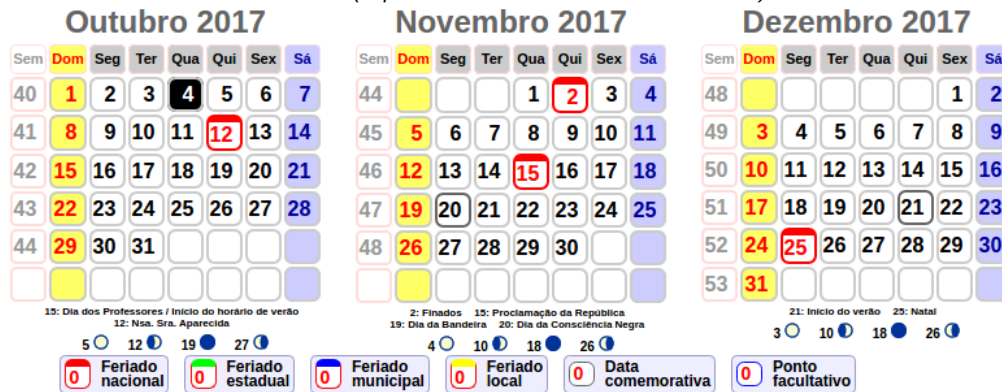 Outubro 2017
Sem Dom Seg Ter Qua Qui Sex Sá
40 1 2 3 4 5 6 7
41 8 9 10 11 12 13 14
42 15 16 17 18 19 20 21
43 22 23 24 25 26 27 28
44 29 30 31
15: Dia dos Professores / Início do horário de verão
12: Nsa. Sra. Aparecida
5 12 19 27
Novembro 2017
Sem Dom Seg Ter Qua Qui Sex Sá
44 1 2 3 4
45 5 6 7 8 9 10 11
46 12 13 14 15 16 17 18
47 19 20 21 22 23 24 25
48 26 27 28 29 30
2: Finados 15: Proclamação da República
19: Dia da Bandeira 20: Dia da Consciência Negra
4 10 18 26
Dezembro 2017
Sem Dom Seg Ter Qua Qui Sex Sá
48 1 2
49 3 4 5 6 7 8 9
50 10 11 12 13 14 15 16
51 17 18 19 20 21 22 23
52 24 25 26 27 28 29 30
53 31
21: Início do verão 25: Natal
3 10 18 26
0 Feriado nacional
0 Feriado estadual
0 Feriado municipal
0 Feriado local
0 Data comemorativa
0 Ponto facultativo